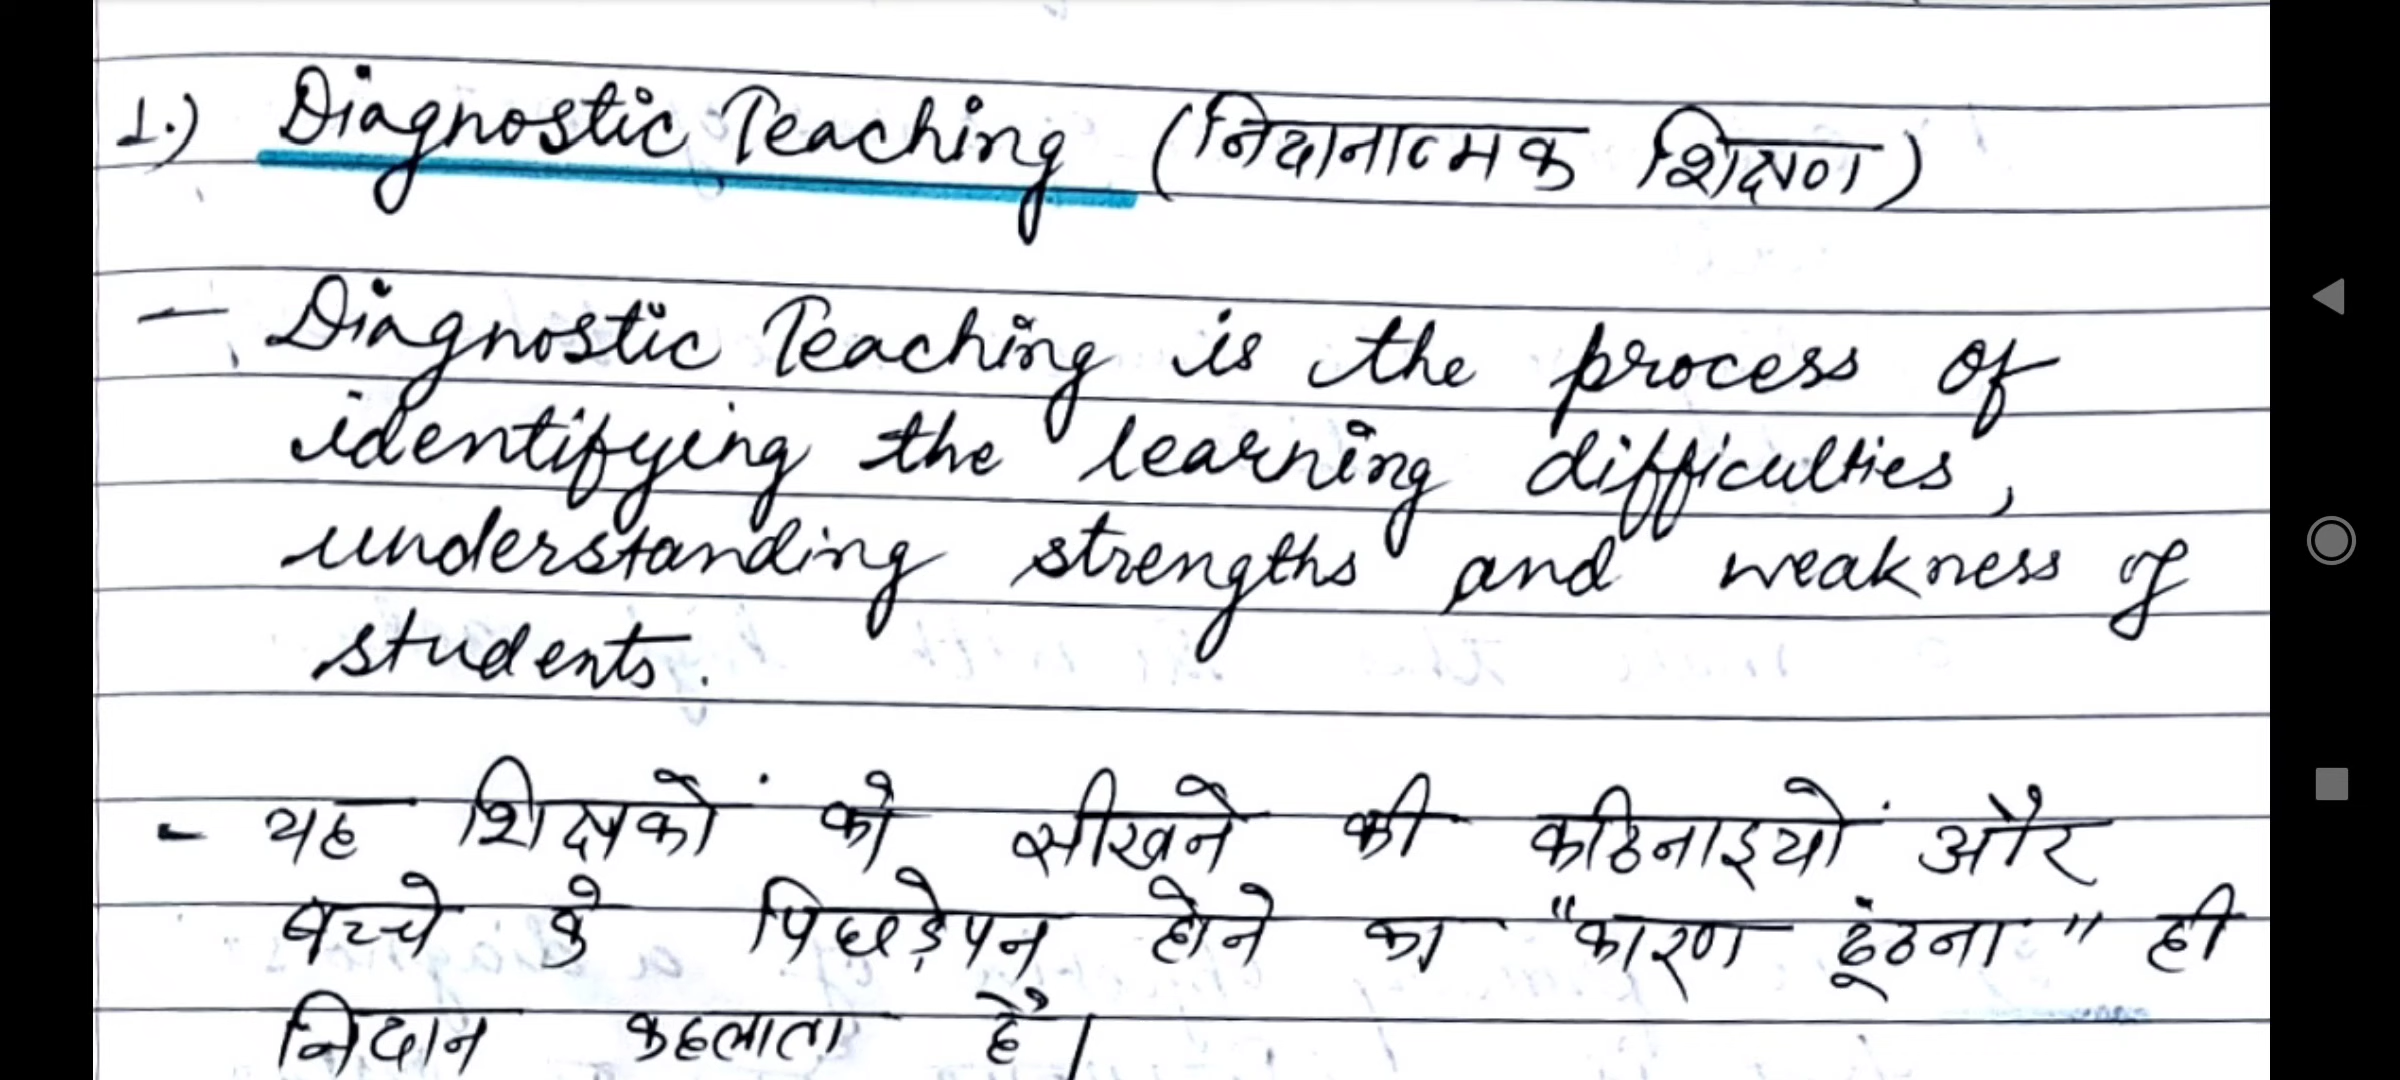 1.) Diagnostic Teaching (निदानात्मक शिक्षण)
- Diagnostic Teaching is the process of
identifying the learning difficulties,
understanding strengths and weakness of
students.
- यह शिक्षकों को सीखने की कठिनाइयों और
बच्चे के पिछड़ेपन होने का "कारण ढूंढना" ही
निदान कहलाता है।